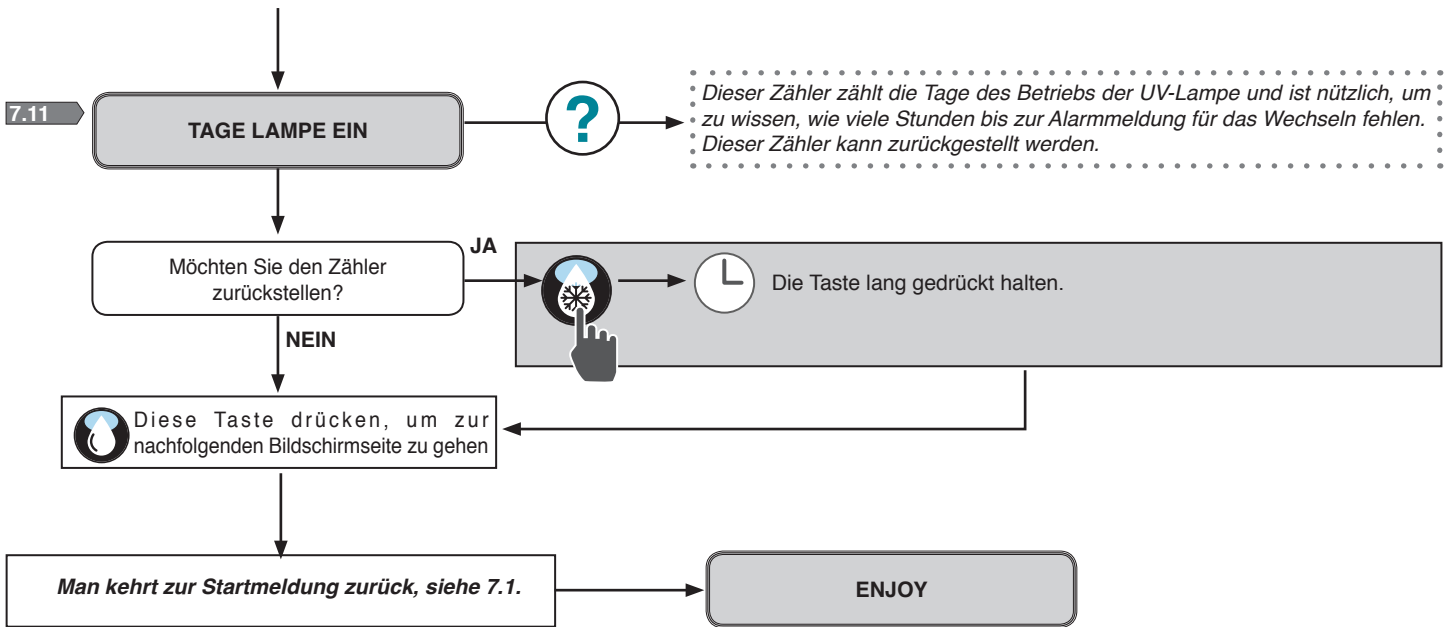 7.11
TAGE LAMPE EIN
?
Dieser Zähler zählt die Tage des Betriebs der UV-Lampe und ist nützlich, um
zu wissen, wie viele Stunden bis zur Alarmmeldung für das Wechseln fehlen.
Dieser Zähler kann zurückgestellt werden.
Möchten Sie den Zähler
zurückstellen?
JA
Die Taste lang gedrückt halten.
NEIN
Diese Taste drücken, um zur
nachfolgenden Bildschirmseite zu gehen
Man kehrt zur Startmeldung zurück, siehe 7.1.
ENJOY